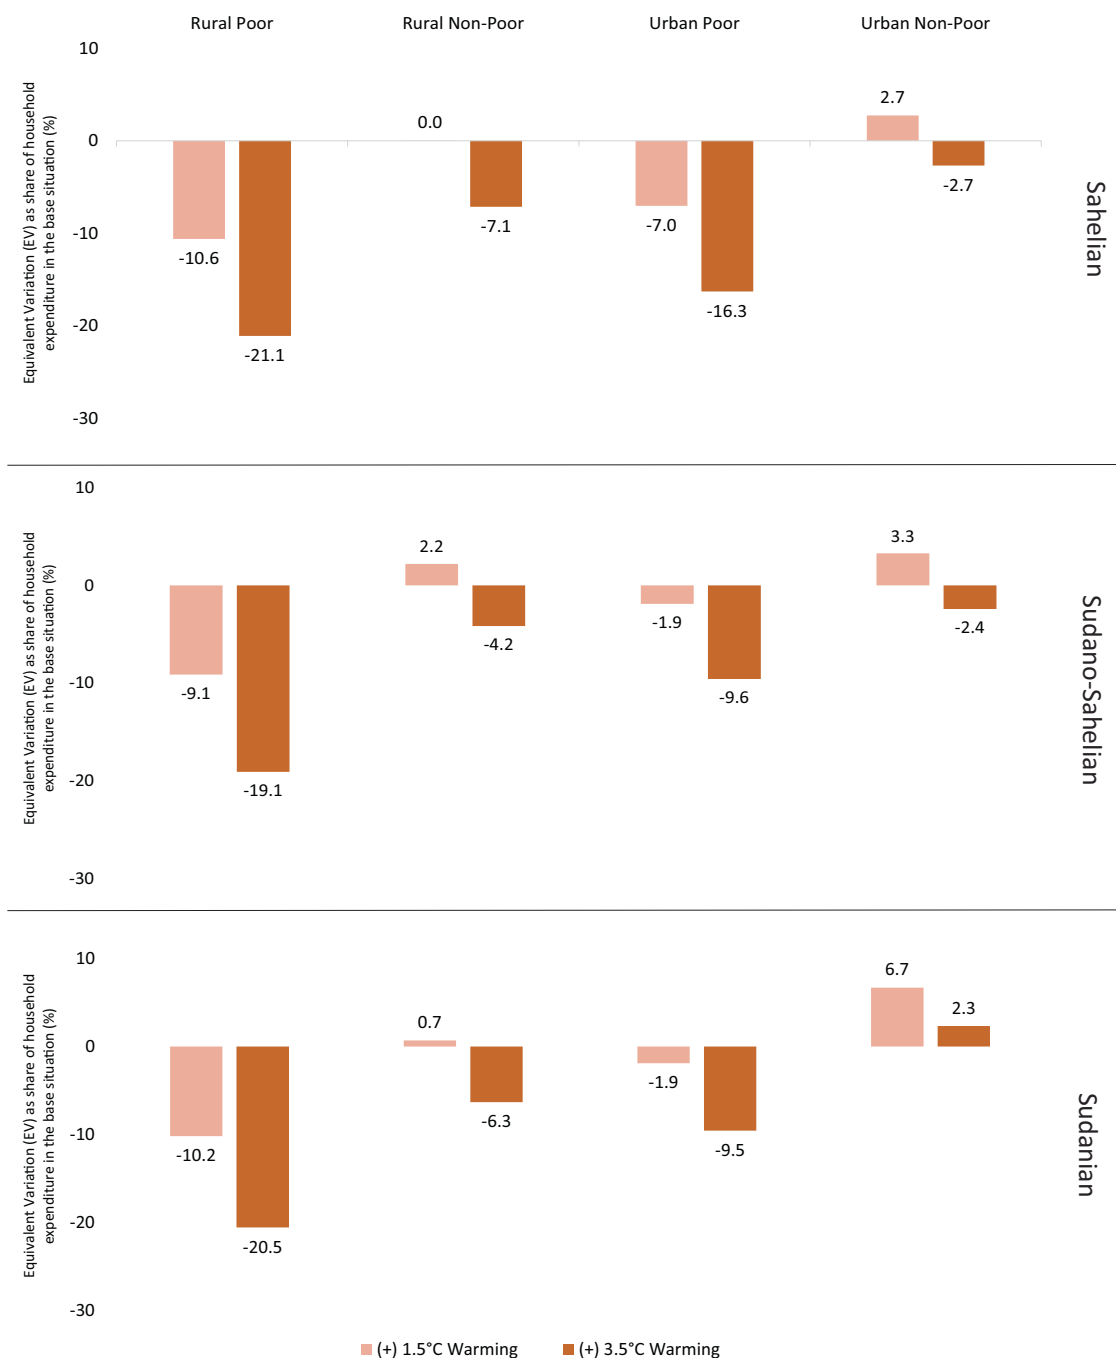 Rural Poor
Rural Non-Poor
Urban Poor
Urban Non-Poor
Equivalent Variation (EV) as share of household
expenditure in the base situation (%)
10
0
-10
-20
-30
-10.6
-21.1
0.0
-7.1
-7.0
-16.3
2.7
-2.7
Sahelian
Equivalent Variation (EV) as share of household
expenditure in the base situation (%)
10
0
-10
-20
-30
-9.1
-19.1
2.2
-4.2
-1.9
-9.6
3.3
-2.4
Sudano-Sahelian
Equivalent Variation (EV) as share of household
expenditure in the base situation (%)
10
0
-10
-20
-30
-10.2
-20.5
0.7
-6.3
-1.9
-9.5
6.7
2.3
Sudanian
(+) 1.5°C Warming
(+) 3.5°C Warming